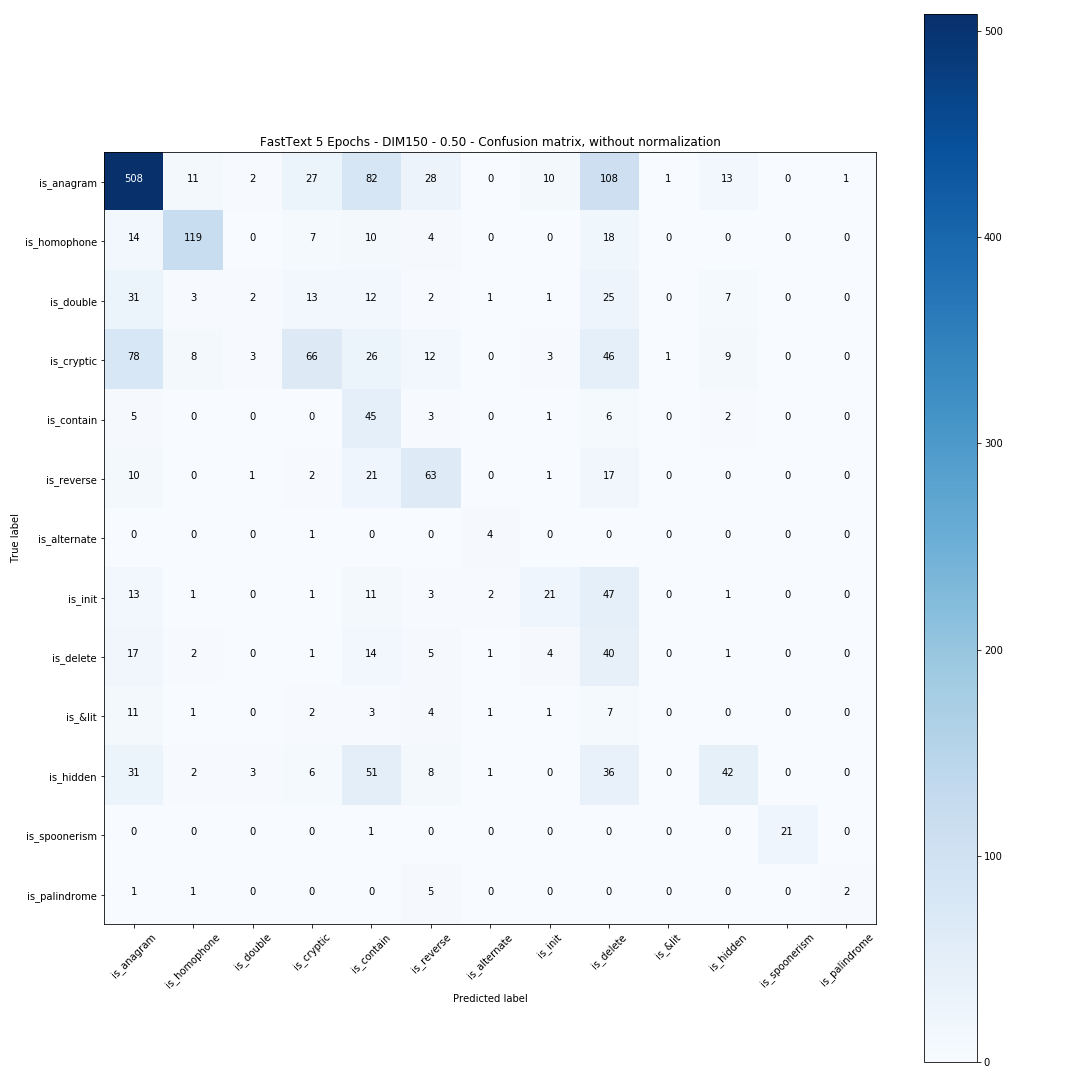 FastText 5 Epochs - DIM150 - 0.50 - Confusion matrix, without normalization
is_anagram 508 11 2 27 82 28 0 10 108 1 13 0 1
is_homophone 14 119 0 7 10 4 0 0 18 0 0 0 0
is_double 31 3 2 13 12 2 1 1 25 0 7 0 0
is_cryptic 78 8 3 66 26 12 0 3 46 1 9 0 0
is_contain 5 0 0 0 45 3 0 1 6 0 2 0 0
is_reverse 10 0 1 2 21 63 0 1 17 0 0 0 0
is_alternate 0 0 0 1 0 0 4 0 0 0 0 0 0
is_init 13 1 0 1 11 3 2 21 47 0 1 0 0
is_delete 17 2 0 1 14 5 1 4 40 0 1 0 0
is_&lit 11 1 0 2 3 4 1 1 7 0 0 0 0
is_hidden 31 2 3 6 51 8 1 0 36 0 42 0 0
is_spoonerism 0 0 0 0 1 0 0 0 0 0 0 21 0
is_palindrome 1 1 0 0 0 5 0 0 0 0 0 0 2
True label
is_anagram is_homophone is_double is_cryptic is_contain is_reverse is_alternate is_init is_delete is_&lit is_hidden is_spoonerism is_palindrome
Predicted label
500
400
300
200
100
0